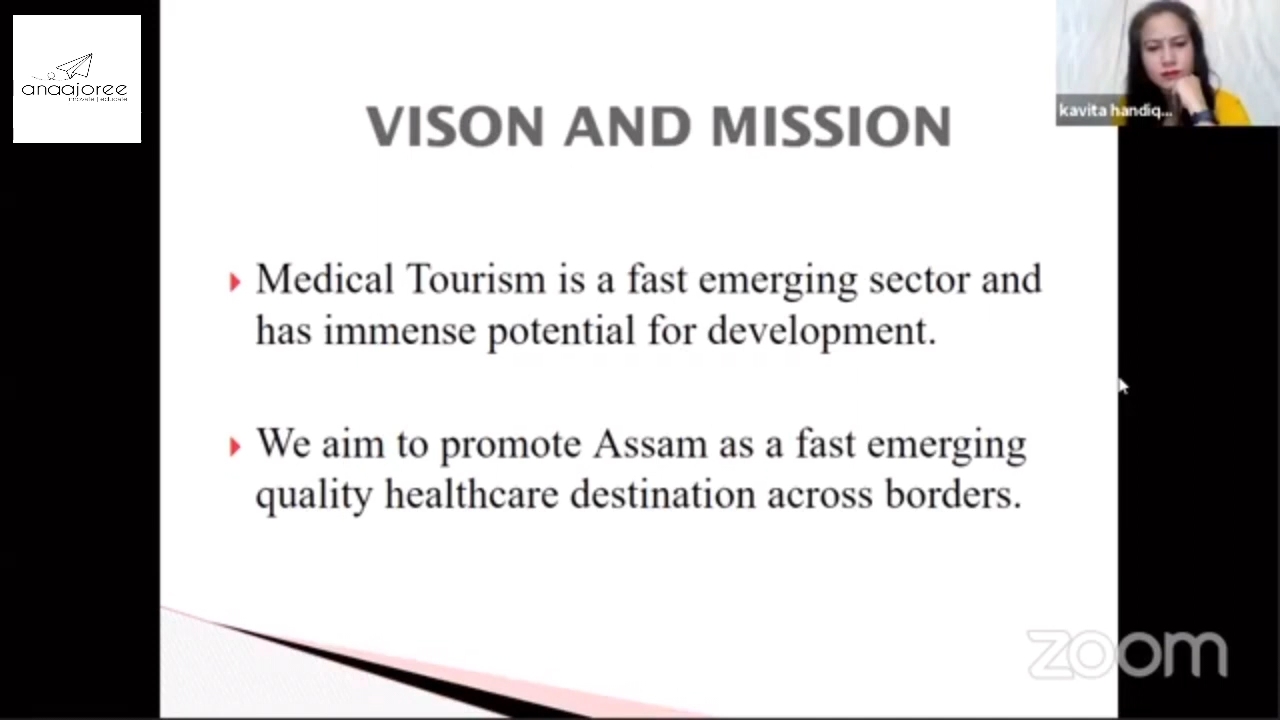 anaajoree
VISON AND MISSION
kavita handiq...
Medical Tourism is a fast emerging sector and
has immense potential for development.
We aim to promote Assam as a fast emerging
quality healthcare destination across borders.
zoom